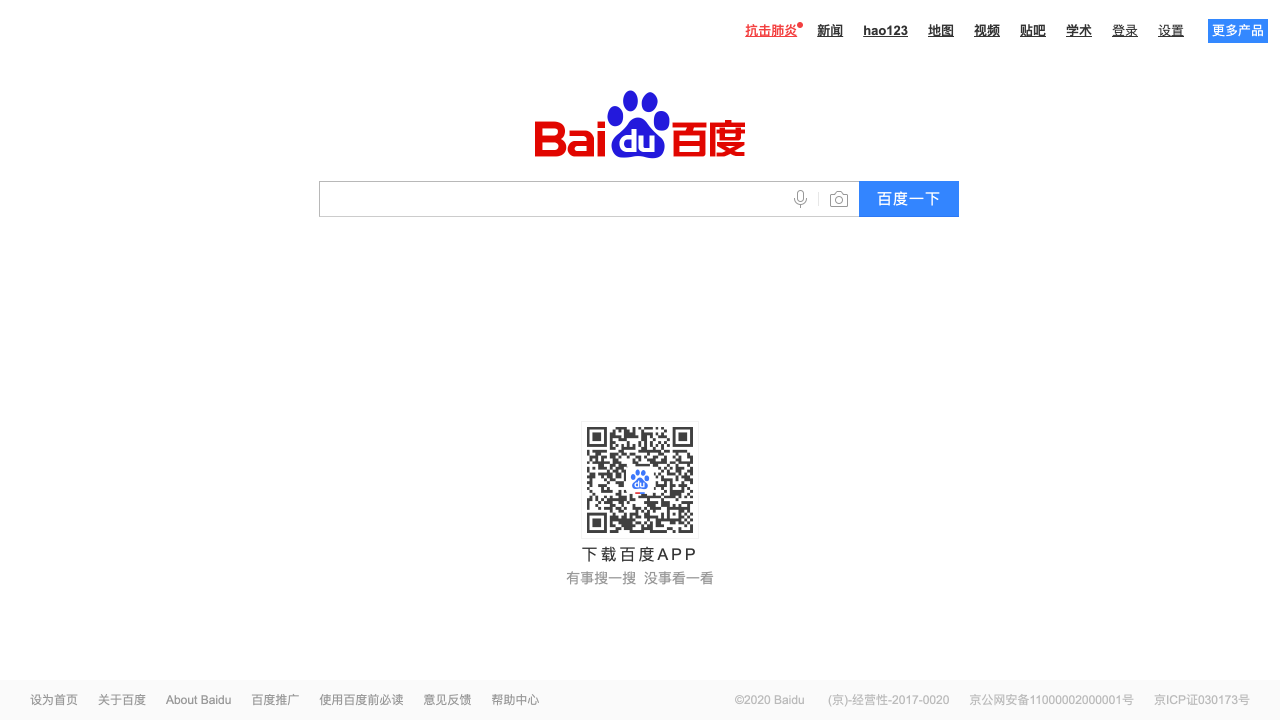 抗击肺炎 新闻 hao123 地图 视频 贴吧 学术 登录 设置 更多产品
Bai du 百度
百度一下
du
下载百度APP
有事搜一搜 没事看一看
设为首页 关于百度 About Baidu 百度推广 使用百度前必读 意见反馈 帮助中心 ©2020 Baidu (京)-经营性-2017-0020 京公网安备11000002000001号 京ICP证030173号